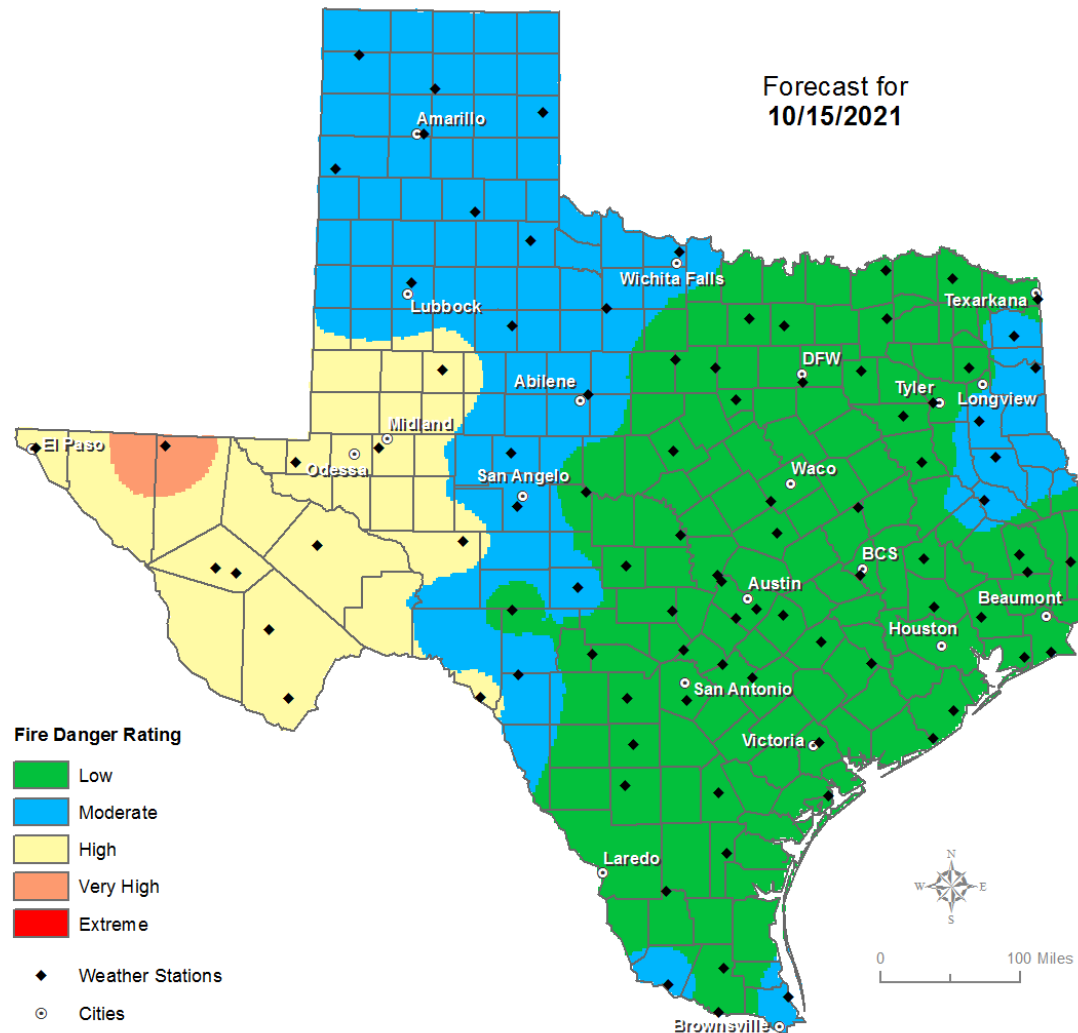 Forecast for
10/15/2021
Amarillo
Wichita Falls
Lubbock
Texarkana
DFW
Abilene
Tyler
Longview
Midland
El Paso
Odessa
San Angelo
Waco
BCS
Austin
Beaumont
Houston
San Antonio
Victoria
Laredo
Brownsville
Fire Danger Rating
Low
Moderate
High
Very High
Extreme
Weather Stations
Cities
N
W E
S
0 100 Miles